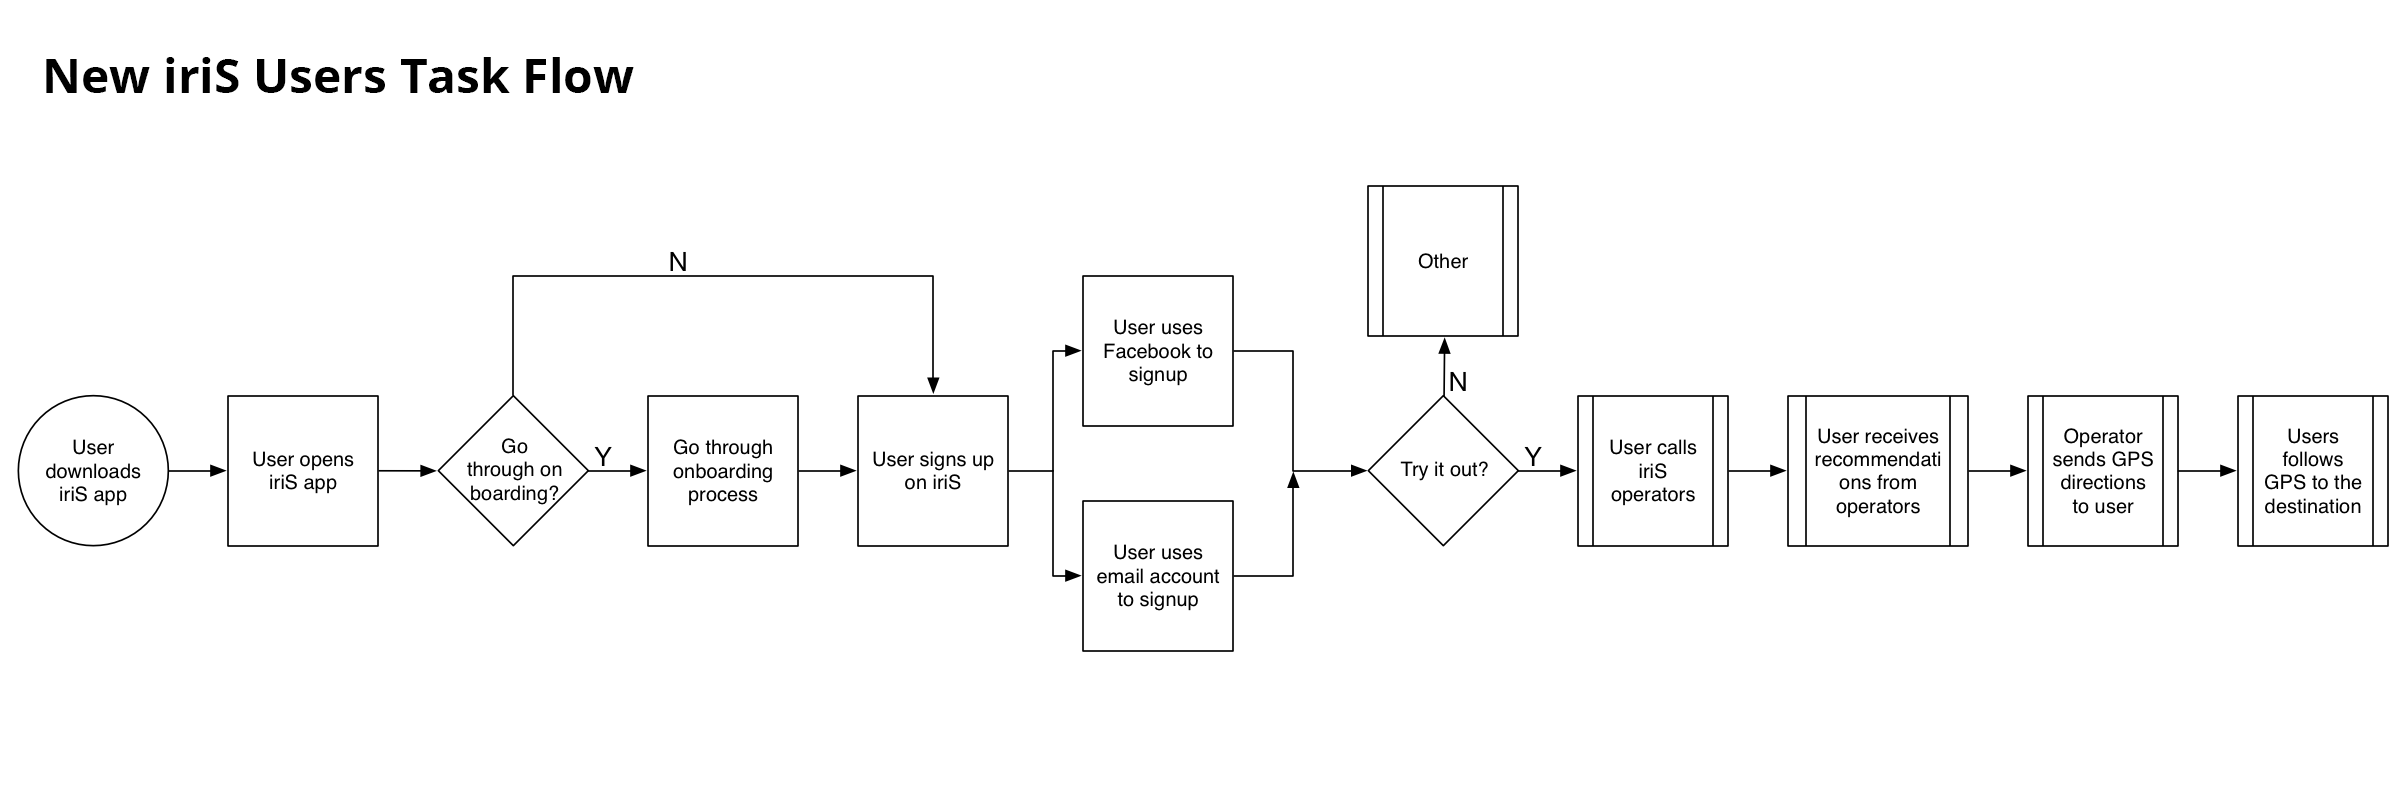 New iriS Users Task Flow
User
downloads
iriS app
User opens
iriS app
Go
through on
boarding?
N
Y
Go through
onboarding
process
User signs up
on iriS
User uses
Facebook to
signup
User uses
email account
to signup
Try it out?
N
Other
Y
User calls
iriS
operators
User receives
recommendati
ons from
operators
Operator
sends GPS
directions
to user
Users
follows
GPS to the
destination